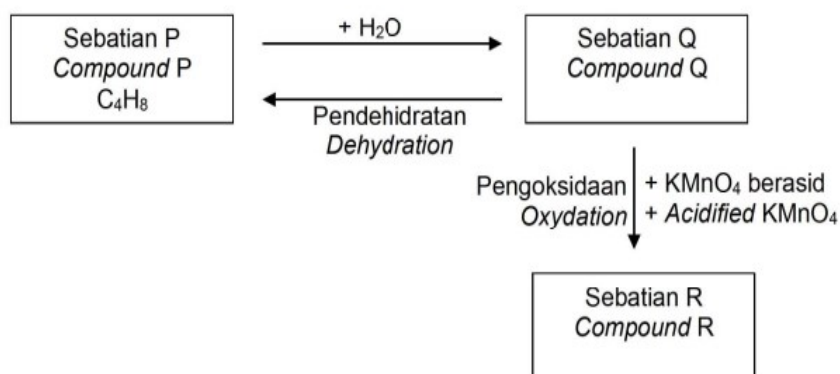 Sebatian P
Compound P
C₄H₈
+ H₂O
Sebatian Q
Compound Q
Pendehidratan
Dehydration
Pengoksidaan
Oxydation
+ KMnO₄ berasid
+ Acidified KMnO₄
Sebatian R
Compound R